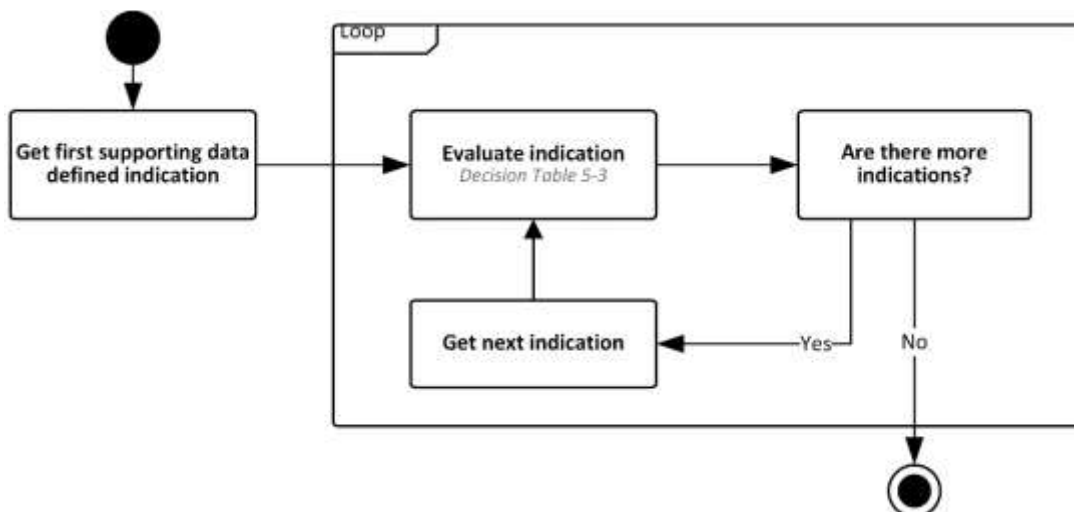 Loop
Get first supporting data
defined indication
Evaluate indication
Decision Table 5-3
Are there more
indications?
Get next indication
Yes
No